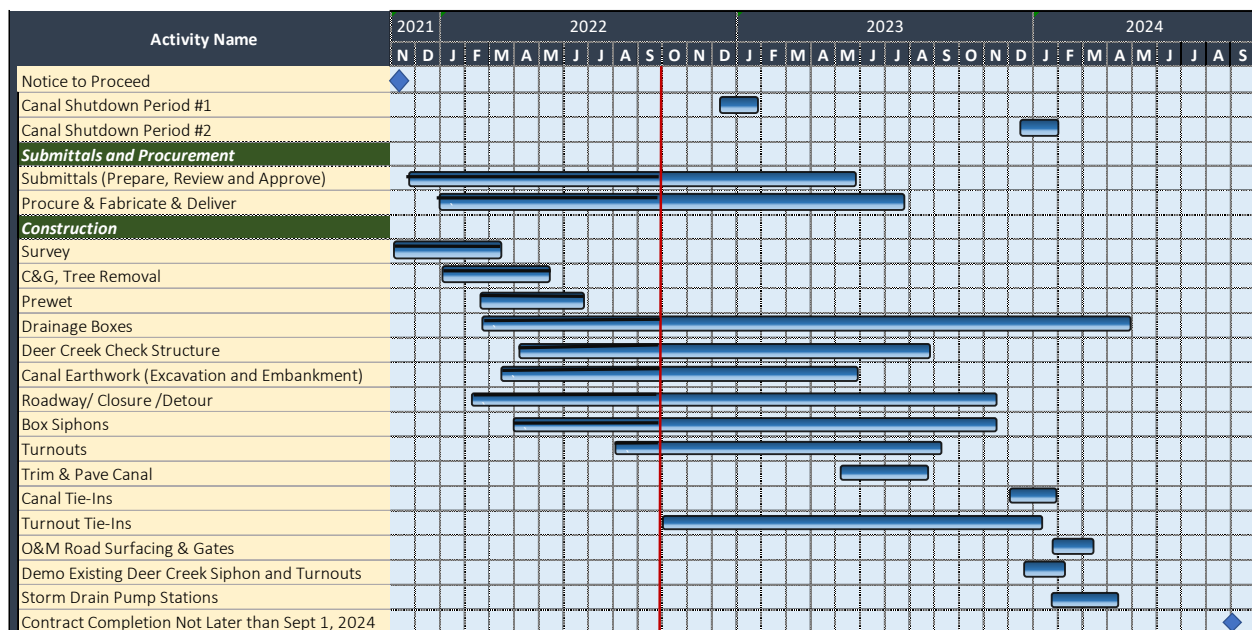 Activity Name
2021 2022 2023 2024
N D J F M A M J J A S O N D J F M A M J J A S O N D J F M A M J J A S
Notice to Proceed
Canal Shutdown Period #1
Canal Shutdown Period #2
Submittals and Procurement
Submittals (Prepare, Review and Approve)
Procure & Fabricate & Deliver
Construction
Survey
C&G, Tree Removal
Prewet
Drainage Boxes
Deer Creek Check Structure
Canal Earthwork (Excavation and Embankment)
Roadway/ Closure /Detour
Box Siphons
Turnouts
Trim & Pave Canal
Canal Tie-Ins
Turnout Tie-Ins
O&M Road Surfacing & Gates
Demo Existing Deer Creek Siphon and Turnouts
Storm Drain Pump Stations
Contract Completion Not Later than Sept 1, 2024